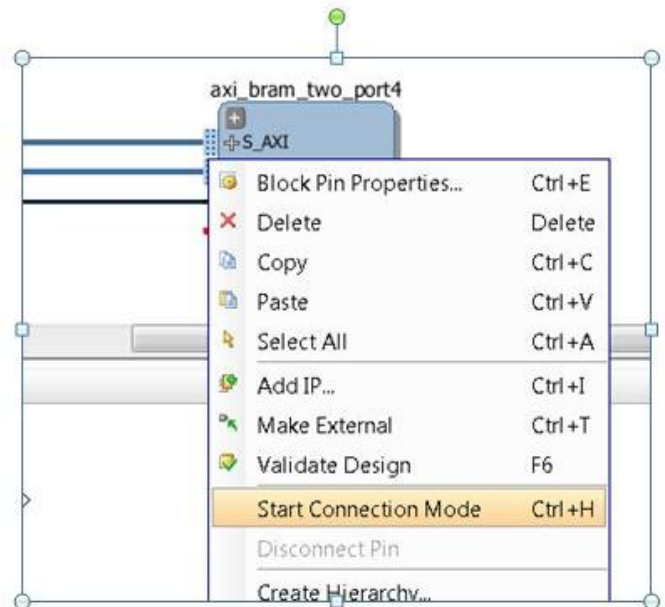 axi_bram_two_port4
S_AXI
Block Pin Properties... Ctrl+E
Delete Delete
Copy Ctrl+C
Paste Ctrl+V
Select All Ctrl+A
Add IP... Ctrl+I
Make External Ctrl+T
Validate Design F6
Start Connection Mode Ctrl+H
Disconnect Pin
Create Hierarchy...